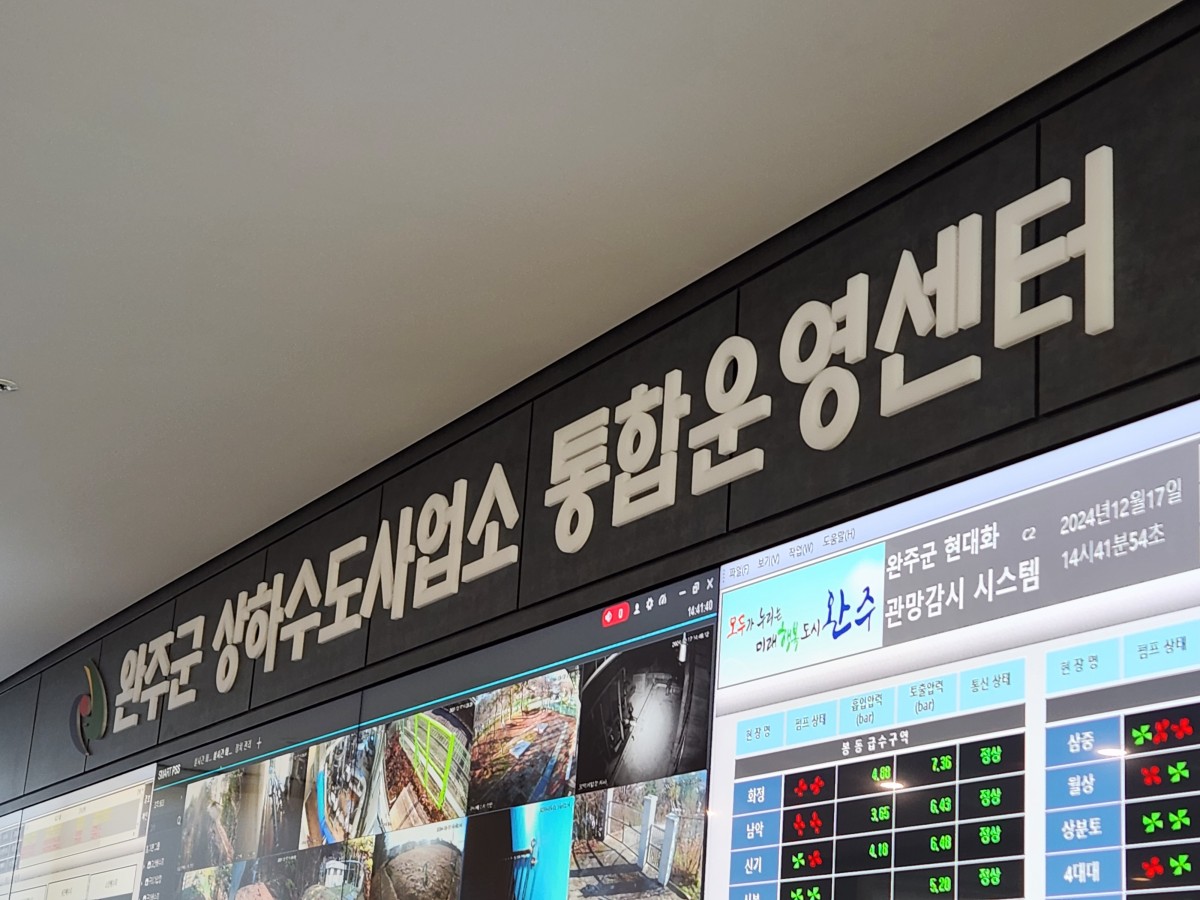 완주군 상하수도사업소 통합운영센터
파일(F) 보기(V) 작업(W) 도움말(H)
모두가 누리는
미래 행복도시 완주
완주군 현대화 C2
관망감시 시스템
2024년12월17일
14시41분54초
0
14:41:40
SMART PSS
현장명 펌프 상태 흡입압력 (bar) 토출압력 (bar) 통신 상태
봉동급수구역
화정 4.08 7.36 정상
남악 3.65 6.43 정상
신기 4.18 6.48 정상
5.20 정상
현장명 펌프 상태
삼중
월상
상분토
4대대